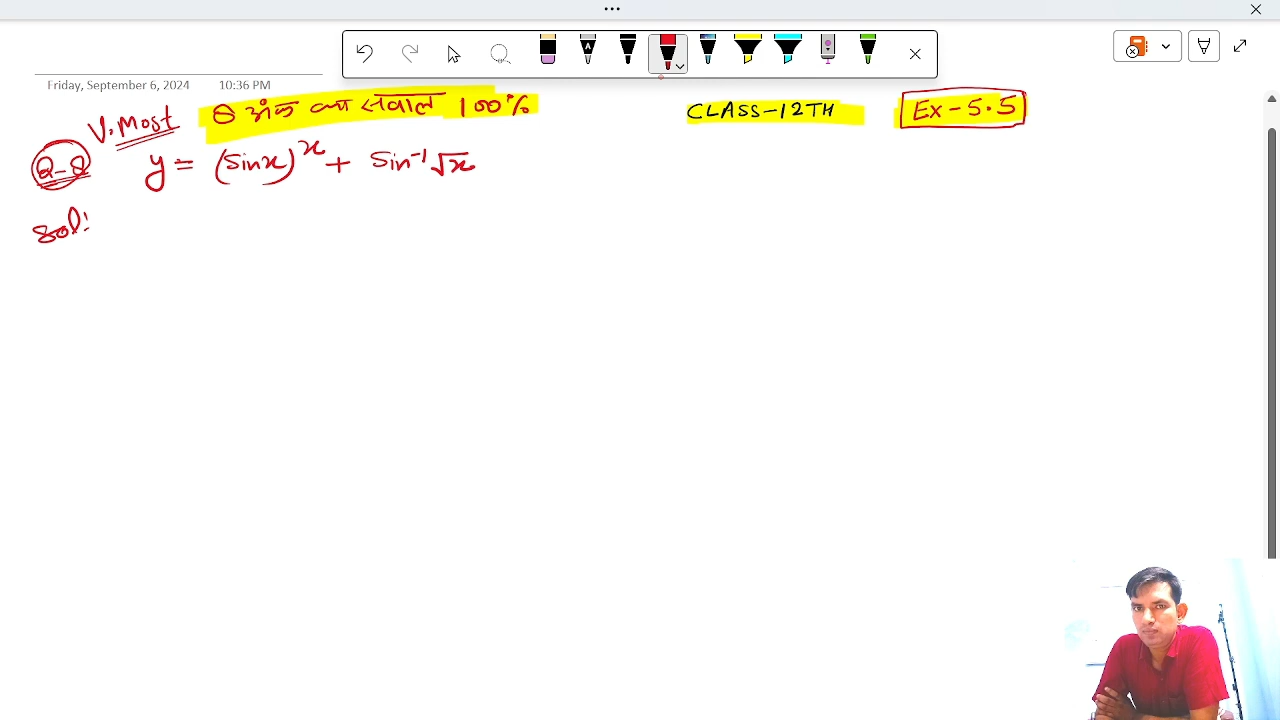 Friday, September 6, 2024 10:36 PM
V. Most अंक का सवाल 100% CLASS-12TH Ex-5.5
Q-8 y = (sinx)^x + Sin⁻¹√x
Sol: